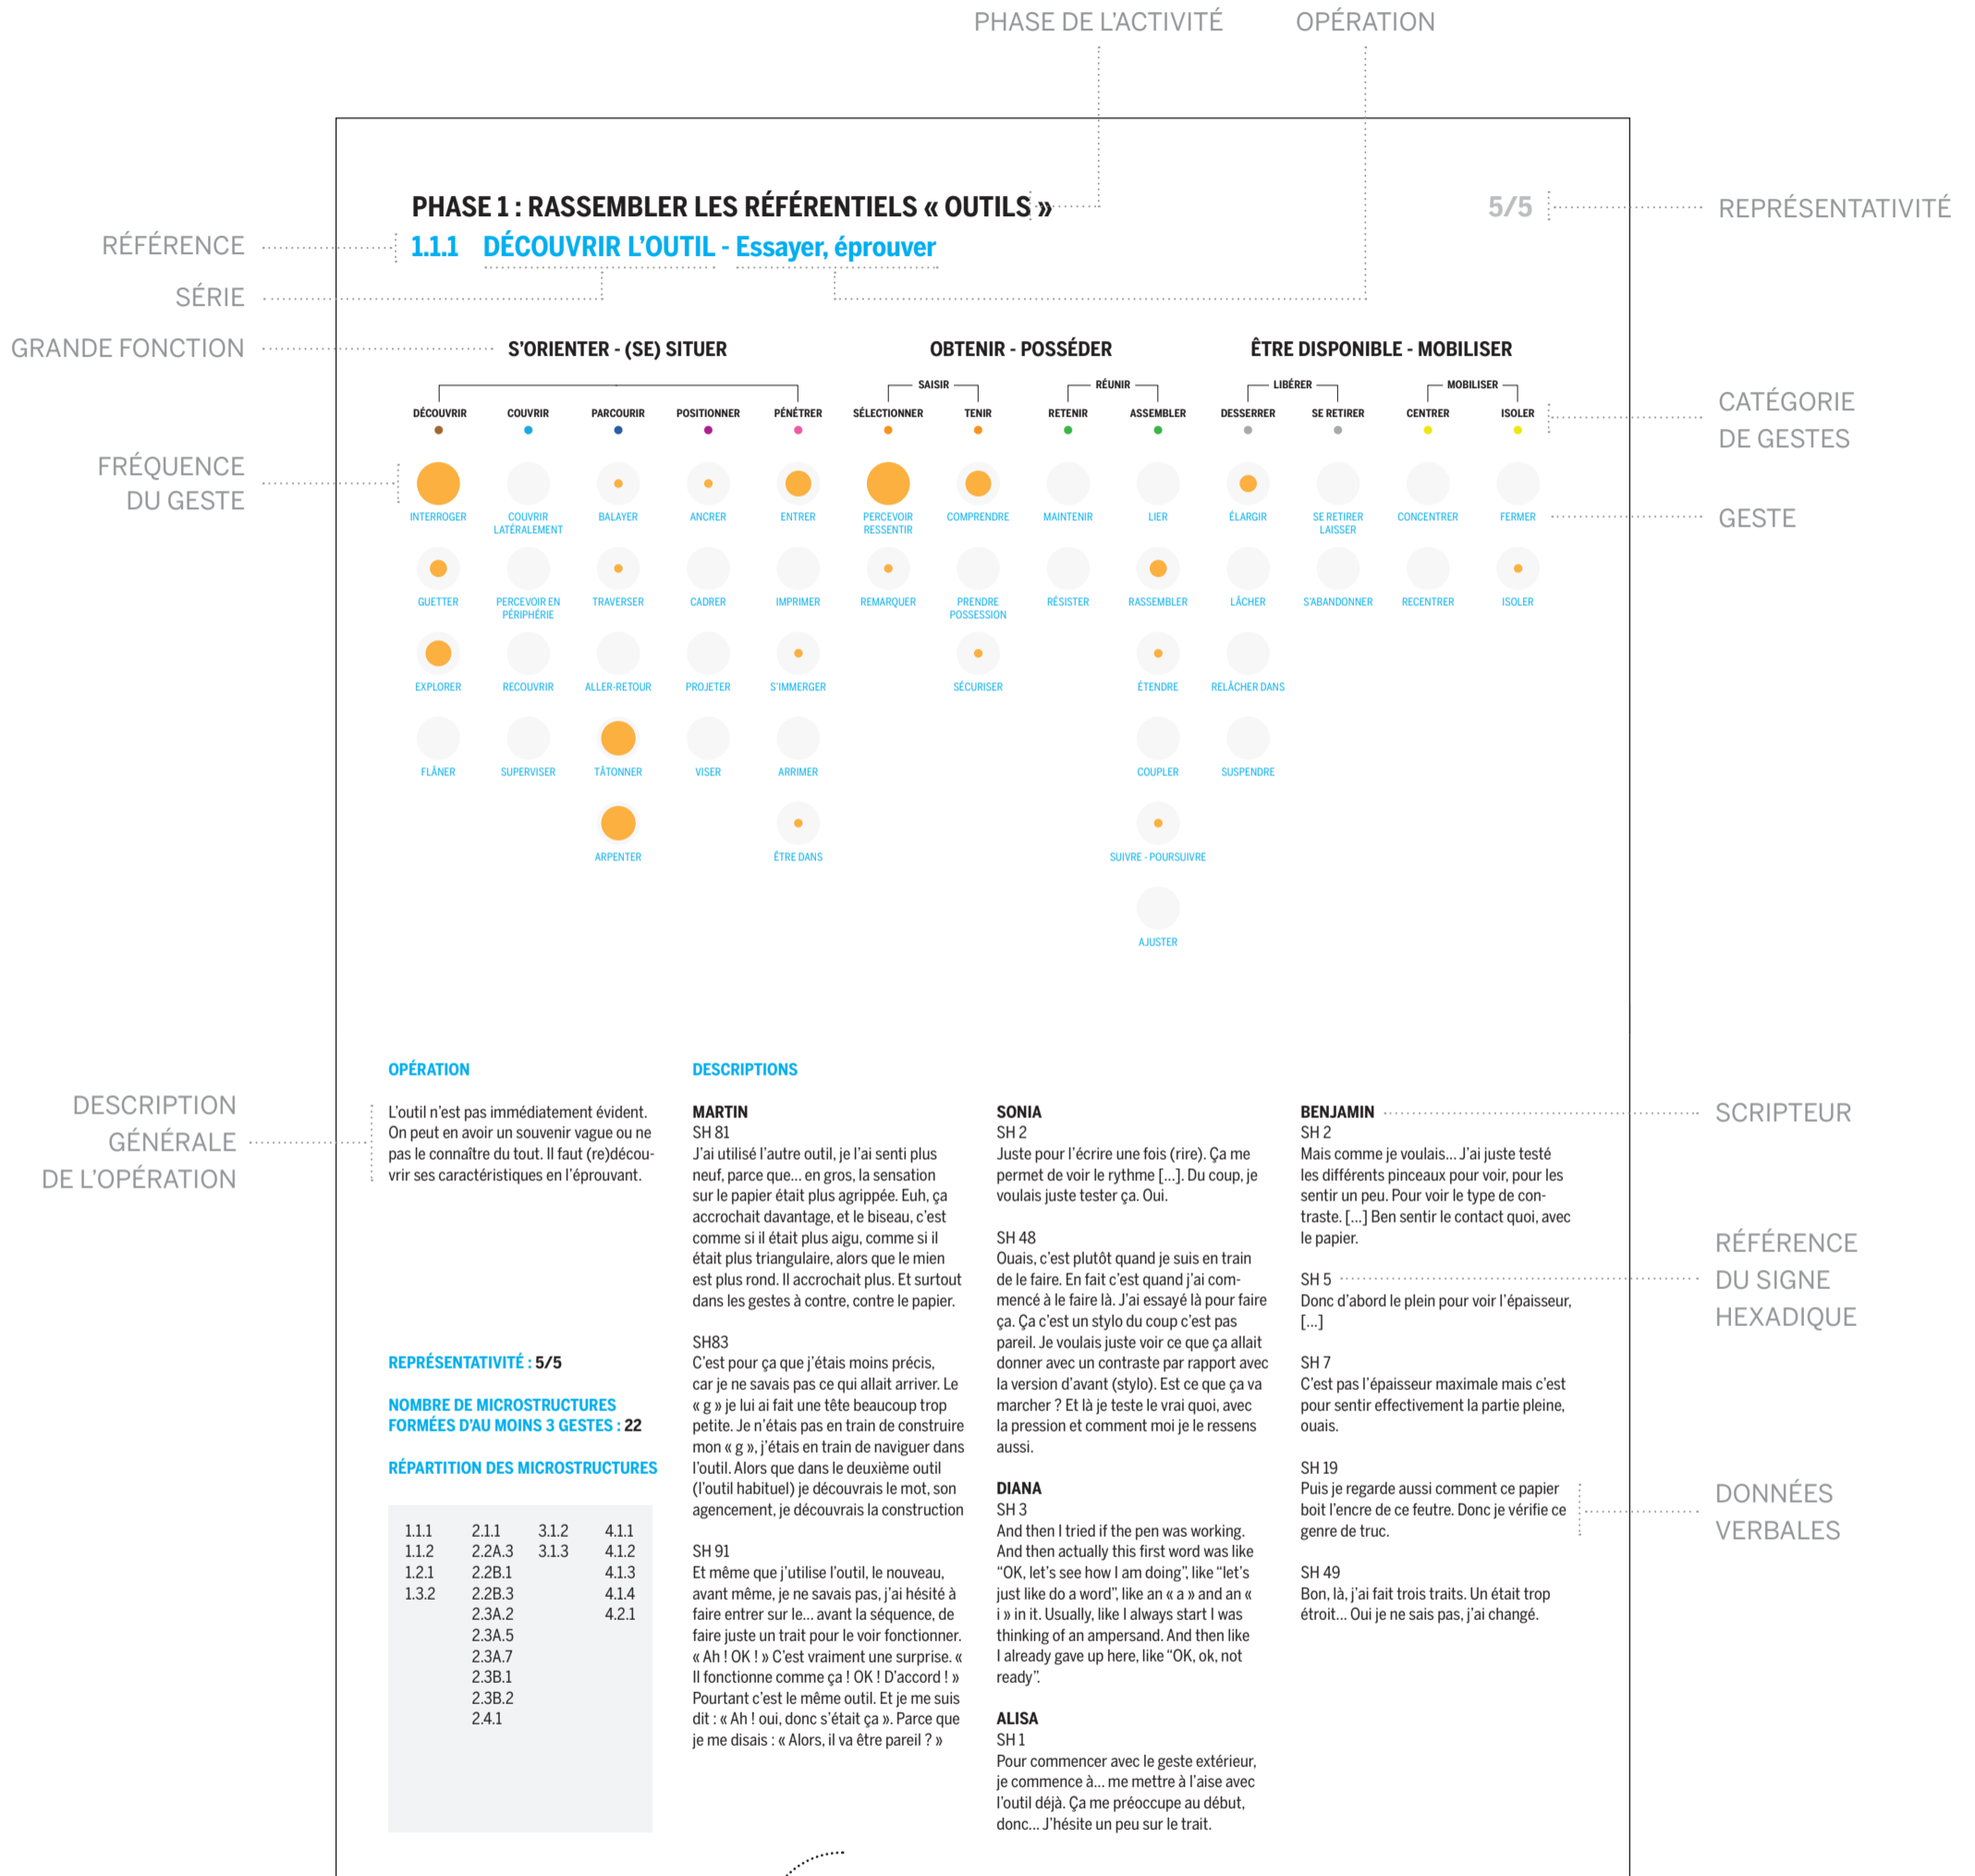 PHASE DE L'ACTIVITÉ
OPÉRATION
PHASE 1 : RASSEMBLER LES RÉFÉRENTIELS « OUTILS »
5/5
REPRÉSENTATIVITÉ
RÉFÉRENCE
1.1.1 DÉCOUVRIR L'OUTIL - Essayer, éprouver
SÉRIE
GRANDE FONCTION
S'ORIENTER - (SE) SITUER
OBTENIR - POSSÉDER
ÊTRE DISPONIBLE - MOBILISER
SAISIR
RÉUNIR
LIBÉRER
MOBILISER
DÉCOUVRIR
COUVRIR
PARCOURIR
POSITIONNER
PÉNÉTRER
SÉLECTIONNER
TENIR
RETENIR
ASSEMBLER
DESSERRER
SE RETIRER
CENTRER
ISOLER
CATÉGORIE
DE GESTES
FRÉQUENCE
DU GESTE
INTERROGER
COUVRIR
LATÉRALEMENT
BALAYER
ANCRER
ENTRER
PERCEVOIR
RESSENTIR
COMPRENDRE
MAINTENIR
LIER
ÉLARGIR
SE RETIRER
LAISSER
CONCENTRER
FERMER
GESTE
GUETTER
PERCEVOIR EN
PÉRIPHÉRIE
TRAVERSER
CADRER
IMPRIMER
REMARQUER
PRENDRE
POSSESSION
RÉSISTER
RASSEMBLER
LÂCHER
S'ABANDONNER
RECENTRER
ISOLER
EXPLORER
RECOUVRIR
ALLER-RETOUR
PROJETER
S'IMMERGER
SÉCURISER
ÉTENDRE
RELÂCHER DANS
FLÂNER
SUPERVISER
TÂTONNER
VISER
ARRIMER
COUPLER
SUSPENDRE
ARPENTER
ÊTRE DANS
SUIVRE - POURSUIVRE
AJUSTER
DESCRIPTION
GÉNÉRALE
DE L'OPÉRATION
OPÉRATION
L'outil n'est pas immédiatement évident.
On peut en avoir un souvenir vague ou ne
pas le connaître du tout. Il faut (re)décou-
vrir ses caractéristiques en l'éprouvant.
REPRÉSENTATIVITÉ : 5/5
NOMBRE DE MICROSTRUCTURES
FORMÉES D'AU MOINS 3 GESTES : 22
RÉPARTITION DES MICROSTRUCTURES
1.1.1 2.1.1 3.1.2 4.1.1
1.1.2 2.2A.3 3.1.3 4.1.2
1.2.1 2.2B.1 4.1.3
1.3.2 2.2B.3 4.1.4
2.3A.2 4.2.1
2.3A.5
2.3A.7
2.3B.1
2.3B.2
2.4.1
DESCRIPTIONS
MARTIN
SH 81
J'ai utilisé l'autre outil, je l'ai senti plus
neuf, parce que... en gros, la sensation
sur le papier était plus agrippée. Euh, ça
accrochait davantage, et le biseau, c'est
comme si il était plus aigu, comme si il
était plus triangulaire, alors que le mien
est plus rond. Il accrochait plus. Et surtout
dans les gestes à contre, contre le papier.
SH83
C'est pour ça que j'étais moins précis,
car je ne savais pas ce qui allait arriver. Le
« g » je lui ai fait une tête beaucoup trop
petite. Je n'étais pas en train de construire
mon « g », j'étais en train de naviguer dans
l'outil. Alors que dans le deuxième outil
(l'outil habituel) je découvrais le mot, son
agencement, je découvrais la construction
SH 91
Et même que j'utilise l'outil, le nouveau,
avant même, je ne savais pas, j'ai hésité à
faire entrer sur le... avant la séquence, de
faire juste un trait pour le voir fonctionner.
« Ah ! OK ! » C'est vraiment une surprise. «
Il fonctionne comme ça ! OK ! D'accord ! »
Pourtant c'est le même outil. Et je me suis
dit : « Ah ! oui, donc s'était ça ». Parce que
je me disais : « Alors, il va être pareil ? »
SONIA
SH 2
Juste pour l'écrire une fois (rire). Ça me
permet de voir le rythme [...]. Du coup, je
voulais juste tester ça. Oui.
SH 48
Ouais, c'est plutôt quand je suis en train
de le faire. En fait c'est quand j'ai com-
mencé à le faire là. J'ai essayé là pour faire
ça. Ça c'est un stylo du coup c'est pas
pareil. Je voulais juste voir ce que ça allait
donner avec un contraste par rapport avec
la version d'avant (stylo). Est ce que ça va
marcher ? Et là je teste le vrai quoi, avec
la pression et comment moi je le ressens
aussi.
DIANA
SH 3
And then I tried if the pen was working.
And then actually this first word was like
“OK, let's see how I am doing”, like “let's
just like do a word”, like an « a » and an «
i » in it. Usually, like I always start I was
thinking of an ampersand. And then like
I already gave up here, like “OK, ok, not
ready”.
ALISA
SH 1
Pour commencer avec le geste extérieur,
je commence à... me mettre à l'aise avec
l'outil déjà. Ça me préoccupe au début,
donc... J'hésite un peu sur le trait.
BENJAMIN
SH 2
Mais comme je voulais... J'ai juste testé
les différents pinceaux pour voir, pour les
sentir un peu. Pour voir le type de con-
traste. [...] Ben sentir le contact quoi, avec
le papier.
SH 5
Donc d'abord le plein pour voir l'épaisseur,
[...]
SH 7
C'est pas l'épaisseur maximale mais c'est
pour sentir effectivement la partie pleine,
ouais.
SH 19
Puis je regarde aussi comment ce papier
boit l'encre de ce feutre. Donc je vérifie ce
genre de truc.
SH 49
Bon, là, j'ai fait trois traits. Un était trop
étroit... Oui je ne sais pas, j'ai changé.
SCRIPTEUR
RÉFÉRENCE
DU SIGNE
HEXADIQUE
DONNÉES
VERBALES